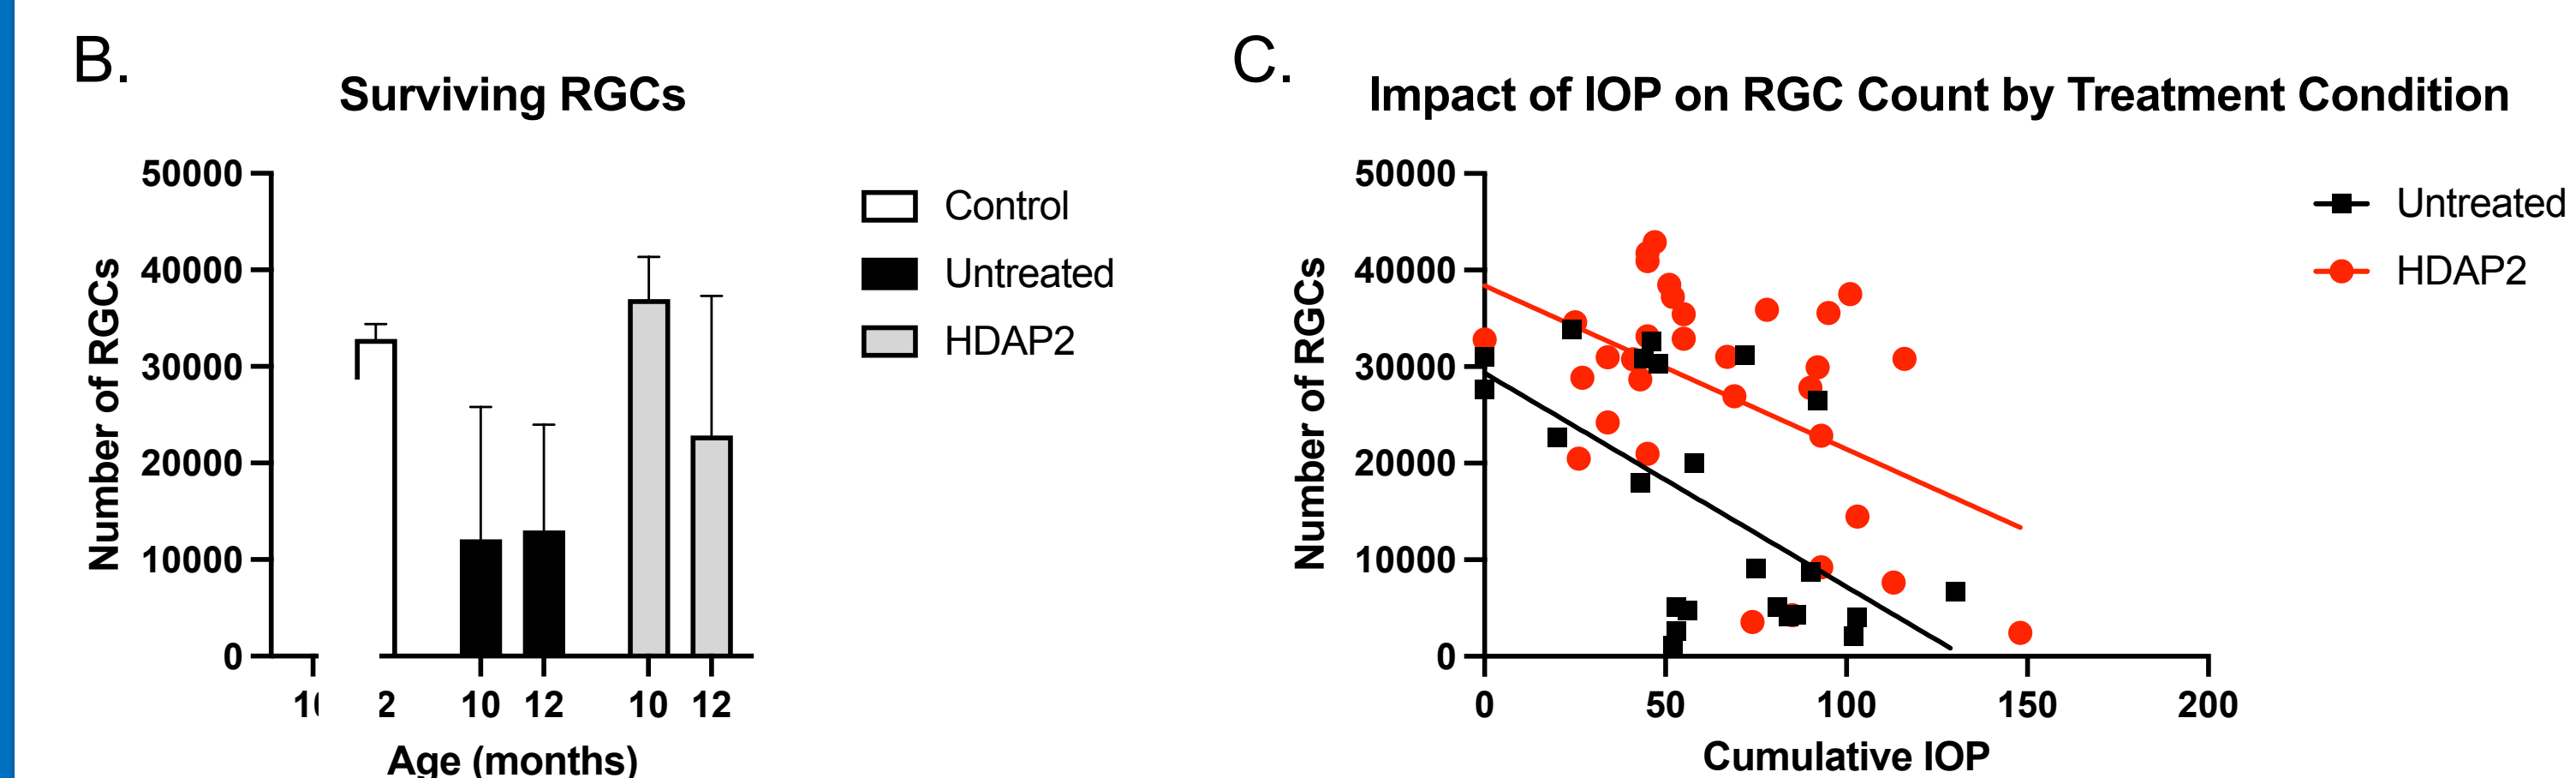 B.
Surviving RGCs
50000
40000
30000
20000
10000
0
Number of RGCs
10 12 10 12
Age (months)
Control
Untreated
HDAP2
C.
Impact of IOP on RGC Count by Treatment Condition
50000
40000
30000
20000
10000
0
Number of RGCs
0 50 100 150 200
Cumulative IOP
Untreated
HDAP2